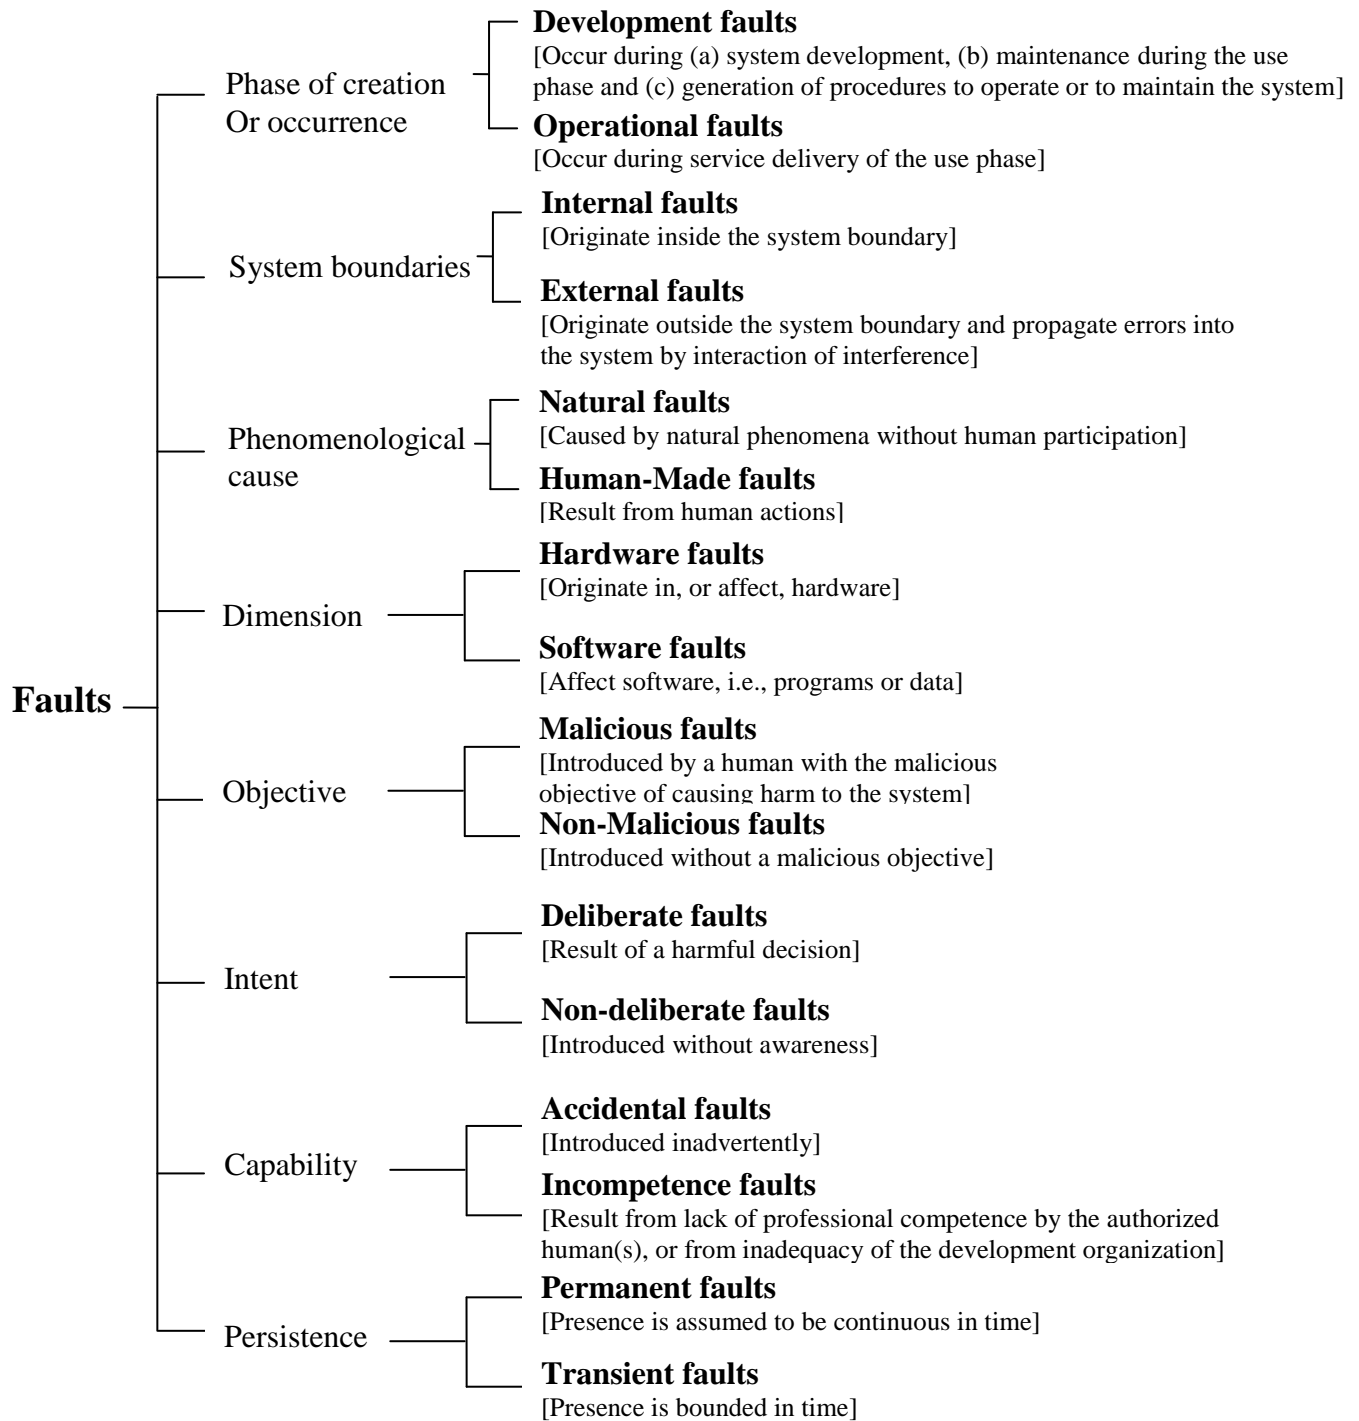 Development faults
[Occur during (a) system development, (b) maintenance during the use
phase and (c) generation of procedures to operate or to maintain the system]
Phase of creation
Or occurrence
Operational faults
[Occur during service delivery of the use phase]
Internal faults
[Originate inside the system boundary]
System boundaries
External faults
[Originate outside the system boundary and propagate errors into
the system by interaction of interference]
Natural faults
[Caused by natural phenomena without human participation]
Phenomenological
cause
Human-Made faults
[Result from human actions]
Hardware faults
[Originate in, or affect, hardware]
Dimension
Software faults
[Affect software, i.e., programs or data]
Faults
Malicious faults
[Introduced by a human with the malicious
objective of causing harm to the system]
Objective
Non-Malicious faults
[Introduced without a malicious objective]
Deliberate faults
[Result of a harmful decision]
Intent
Non-deliberate faults
[Introduced without awareness]
Accidental faults
[Introduced inadvertently]
Capability
Incompetence faults
[Result from lack of professional competence by the authorized
human(s), or from inadequacy of the development organization]
Permanent faults
[Presence is assumed to be continuous in time]
Persistence
Transient faults
[Presence is bounded in time]